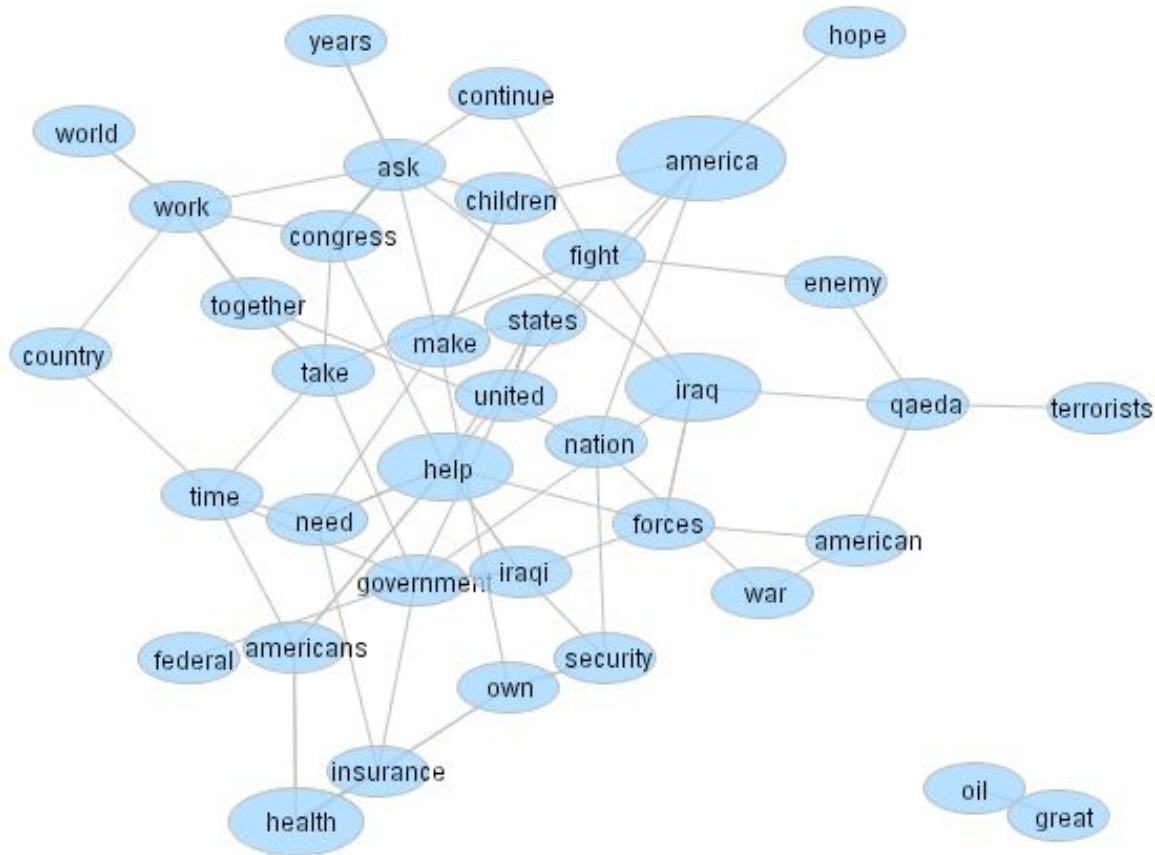 years
hope
continue
world
america
ask
children
work
congress
fight
enemy
together
states
make
country
take
united
iraq
qaeda
terrorists
nation
help
time
need
forces
american
iraqi
government
war
americans
federal
security
own
insurance
oil
health
great